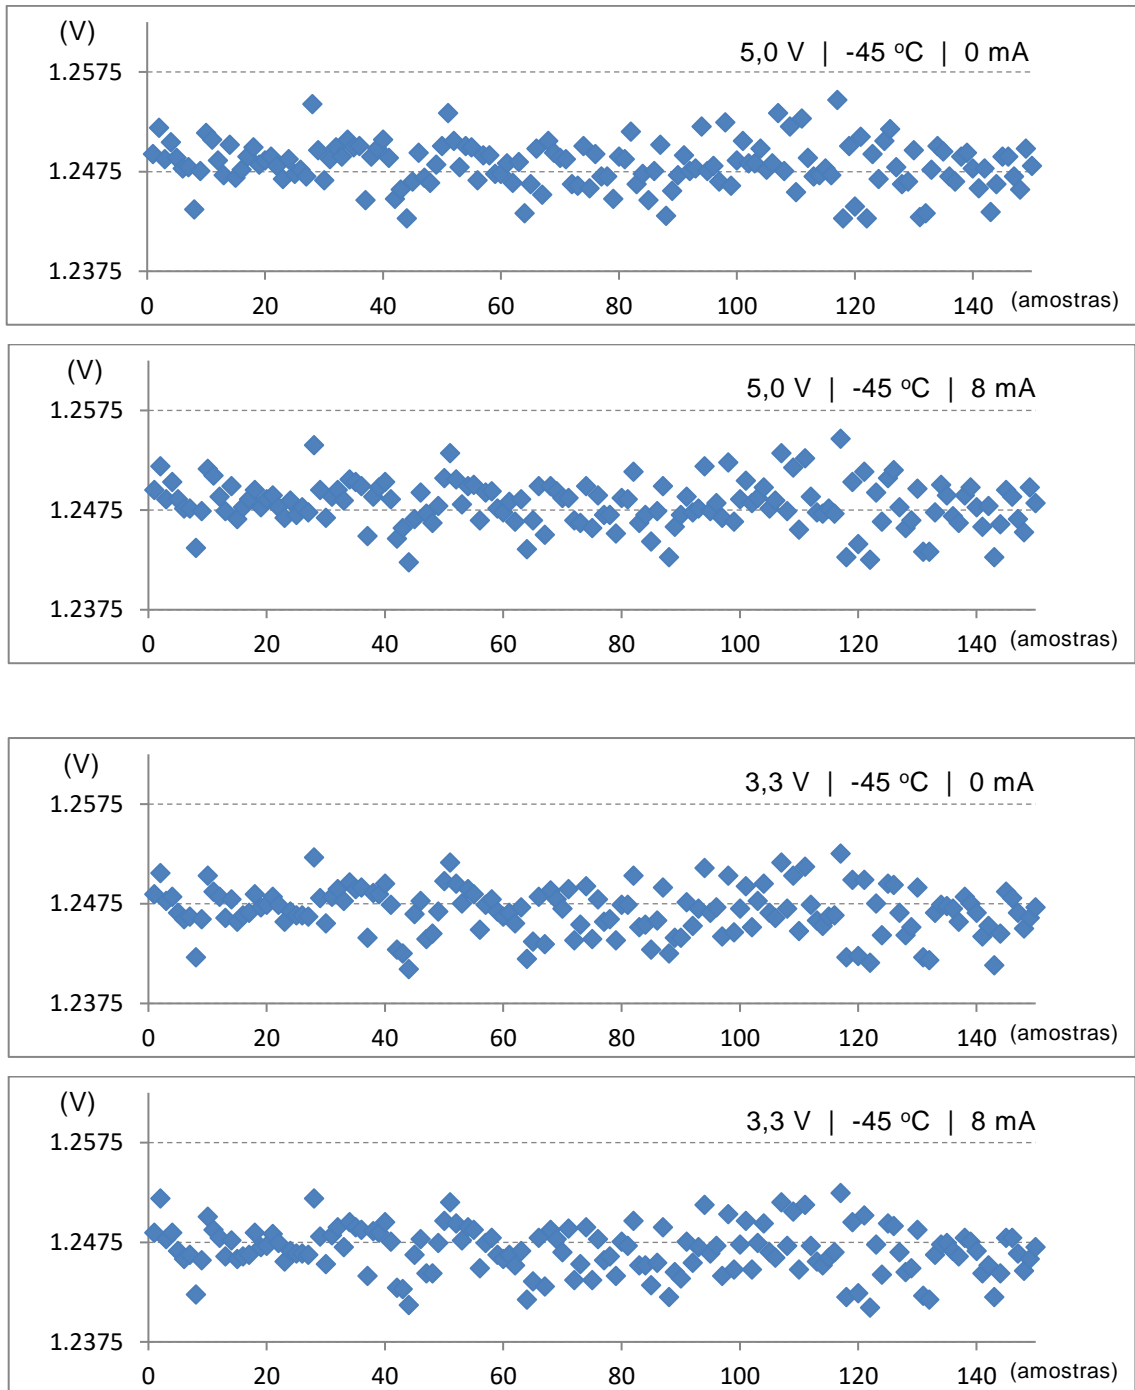 (V)
5,0 V | -45 ºC | 0 mA
1.2575
1.2475
1.2375
0 20 40 60 80 100 120 140 (amostras)
(V)
5,0 V | -45 ºC | 8 mA
1.2575
1.2475
1.2375
0 20 40 60 80 100 120 140 (amostras)
(V)
3,3 V | -45 ºC | 0 mA
1.2575
1.2475
1.2375
0 20 40 60 80 100 120 140 (amostras)
(V)
3,3 V | -45 ºC | 8 mA
1.2575
1.2475
1.2375
0 20 40 60 80 100 120 140 (amostras)